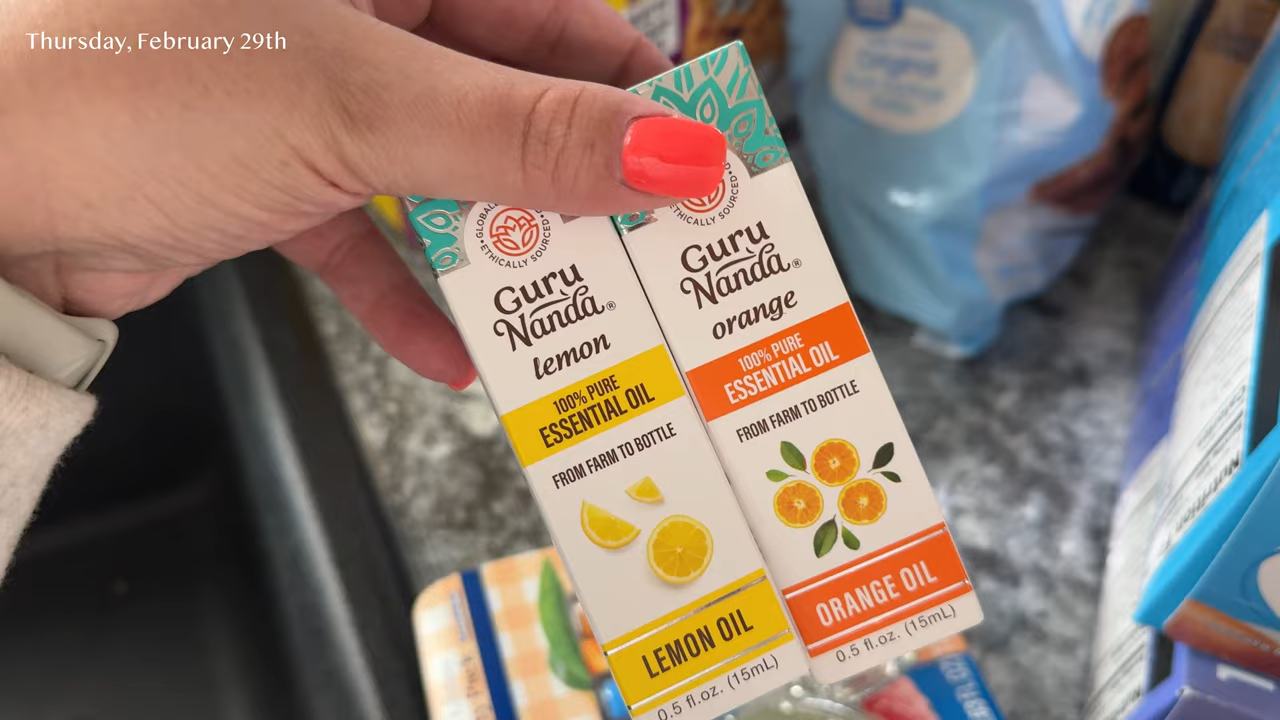 Thursday, February 29th
GLOBALL
ETHICALLY SOURCED
Guru
Nanda®
lemon
100% PURE
ESSENTIAL OIL
FROM FARM TO BOTTLE
LEMON OIL
0.5 fl.oz. (15mL)
ETHICALLY SOURCED
Guru
Nanda®
orange
100% PURE
ESSENTIAL OIL
FROM FARM TO BOTTLE
ORANGE OIL
0.5 fl.oz. (15mL)
Original